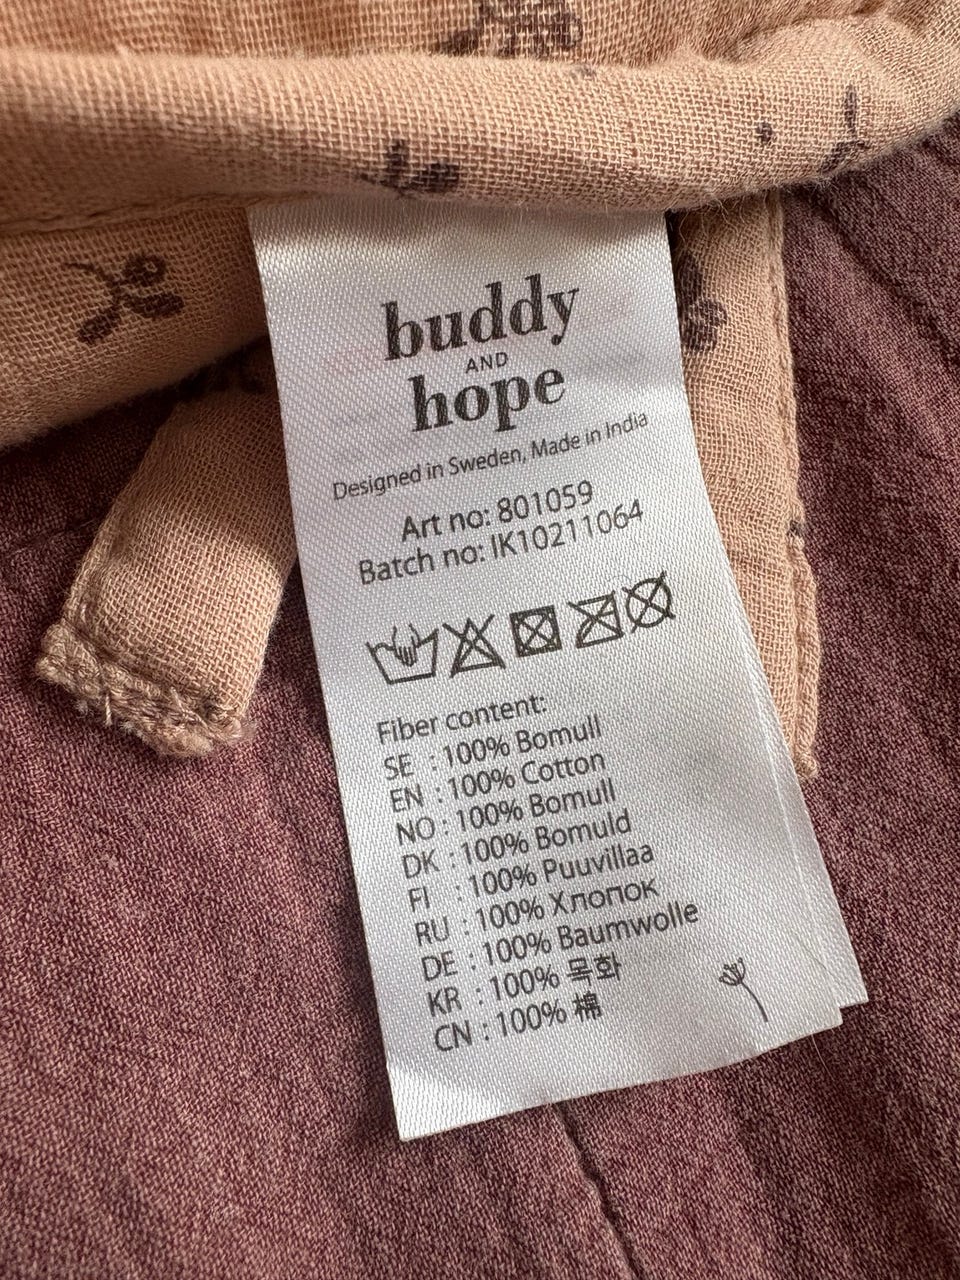 buddy
AND
hope
Designed in Sweden, Made in India
Art no: 801059
Batch no: IK10211064
Fiber content:
SE : 100% Bomull
EN : 100% Cotton
NO : 100% Bomull
DK : 100% Bomuld
FI : 100% Puuvillaa
RU : 100% Хлопок
DE : 100% Baumwolle
KR : 100% 목화
CN : 100% 棉